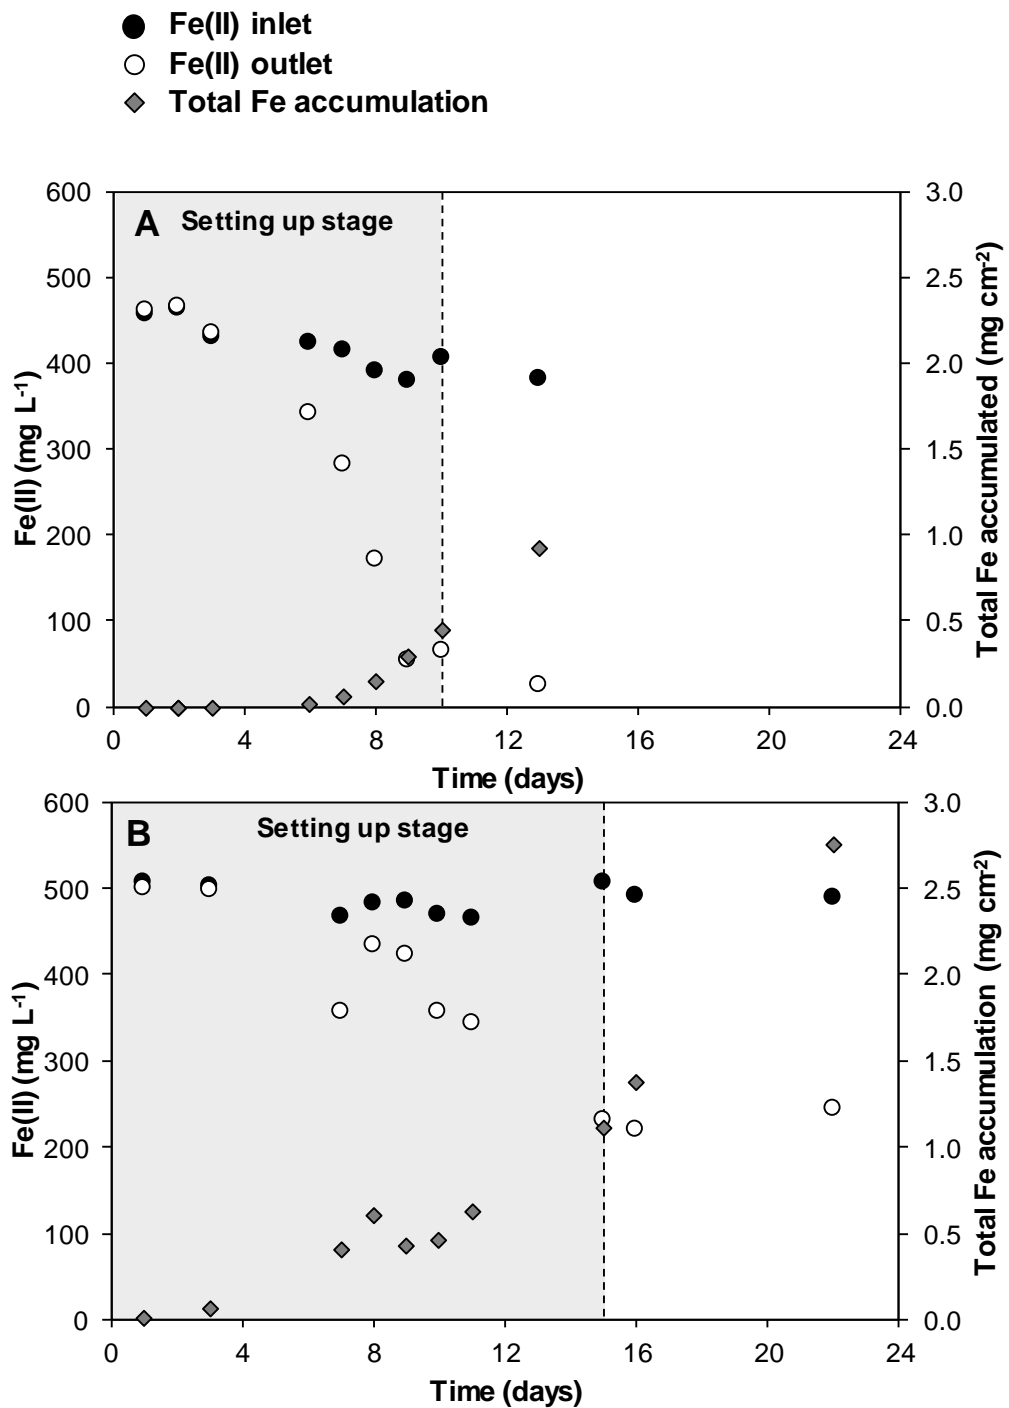 Fe(II) inlet
Fe(II) outlet
Total Fe accumulation
A Setting up stage
600
500
400
300
200
100
0
Fe(II) (mg L-1)
3.0
2.5
2.0
1.5
1.0
0.5
0.0
Total Fe accumulated (mg cm-2)
0 4 8 12 16 20 24
Time (days)
B Setting up stage
600
500
400
300
200
100
0
Fe(II) (mg L-1)
3.0
2.5
2.0
1.5
1.0
0.5
0.0
Total Fe accumulation (mg cm-2)
0 4 8 12 16 20 24
Time (days)